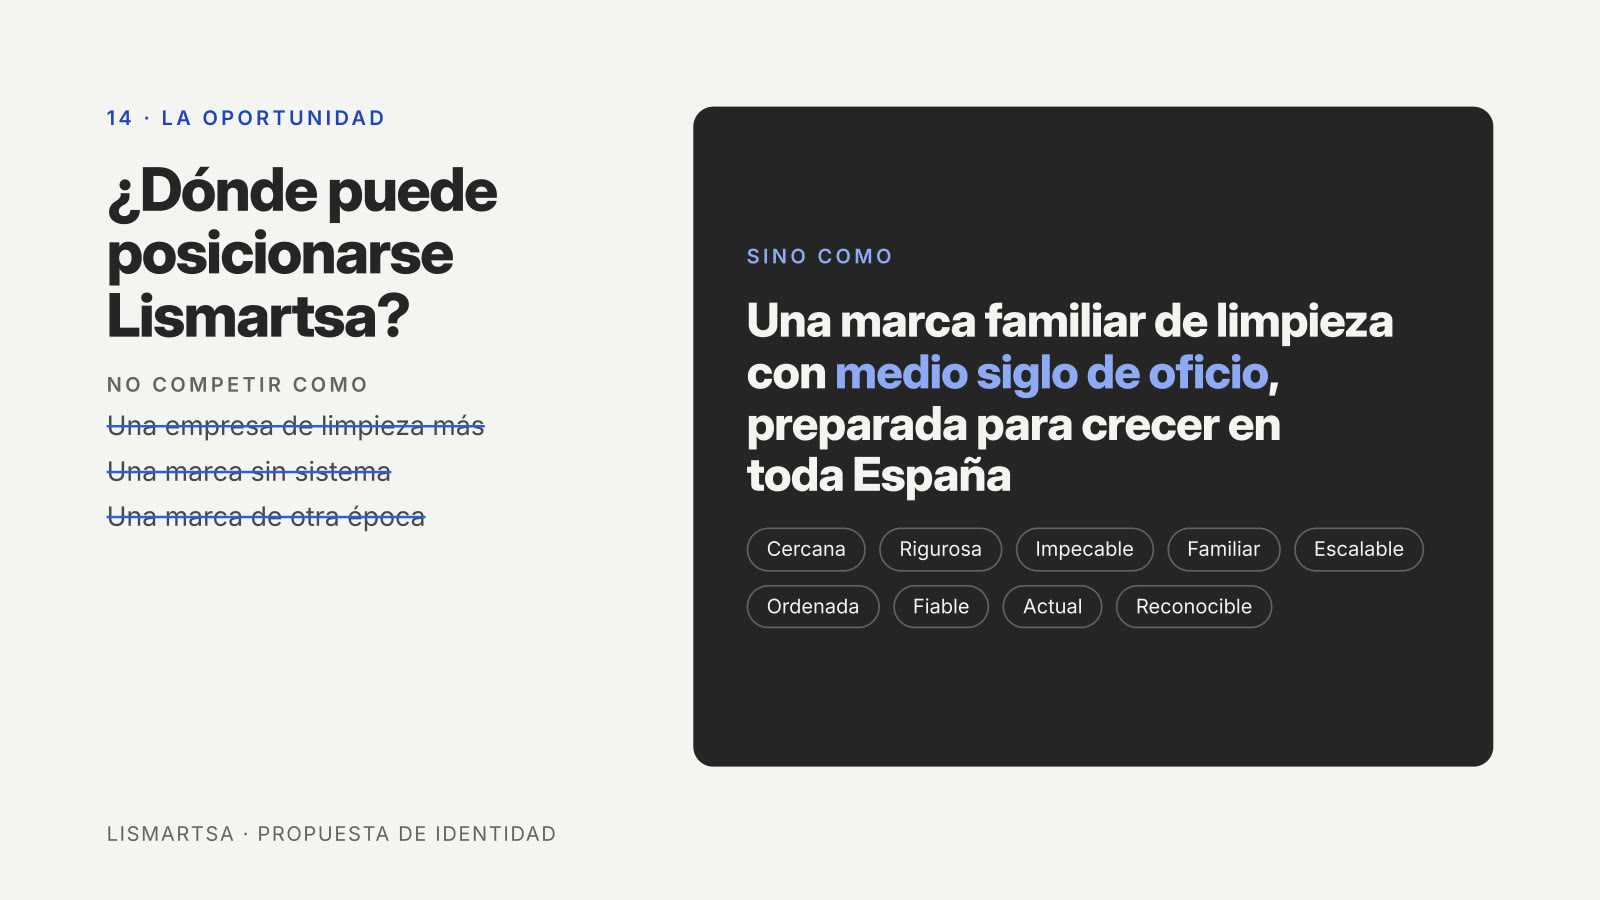 14 · LA OPORTUNIDAD
¿Dónde puede
posicionarse
Lismartsa?
NO COMPETIR COMO
Una empresa de limpieza más
Una marca sin sistema
Una marca de otra época
SINO COMO
Una marca familiar de limpieza
con medio siglo de oficio,
preparada para crecer en
toda España
Cercana Rigurosa Impecable Familiar Escalable
Ordenada Fiable Actual Reconocible
LISMARTSA · PROPUESTA DE IDENTIDAD